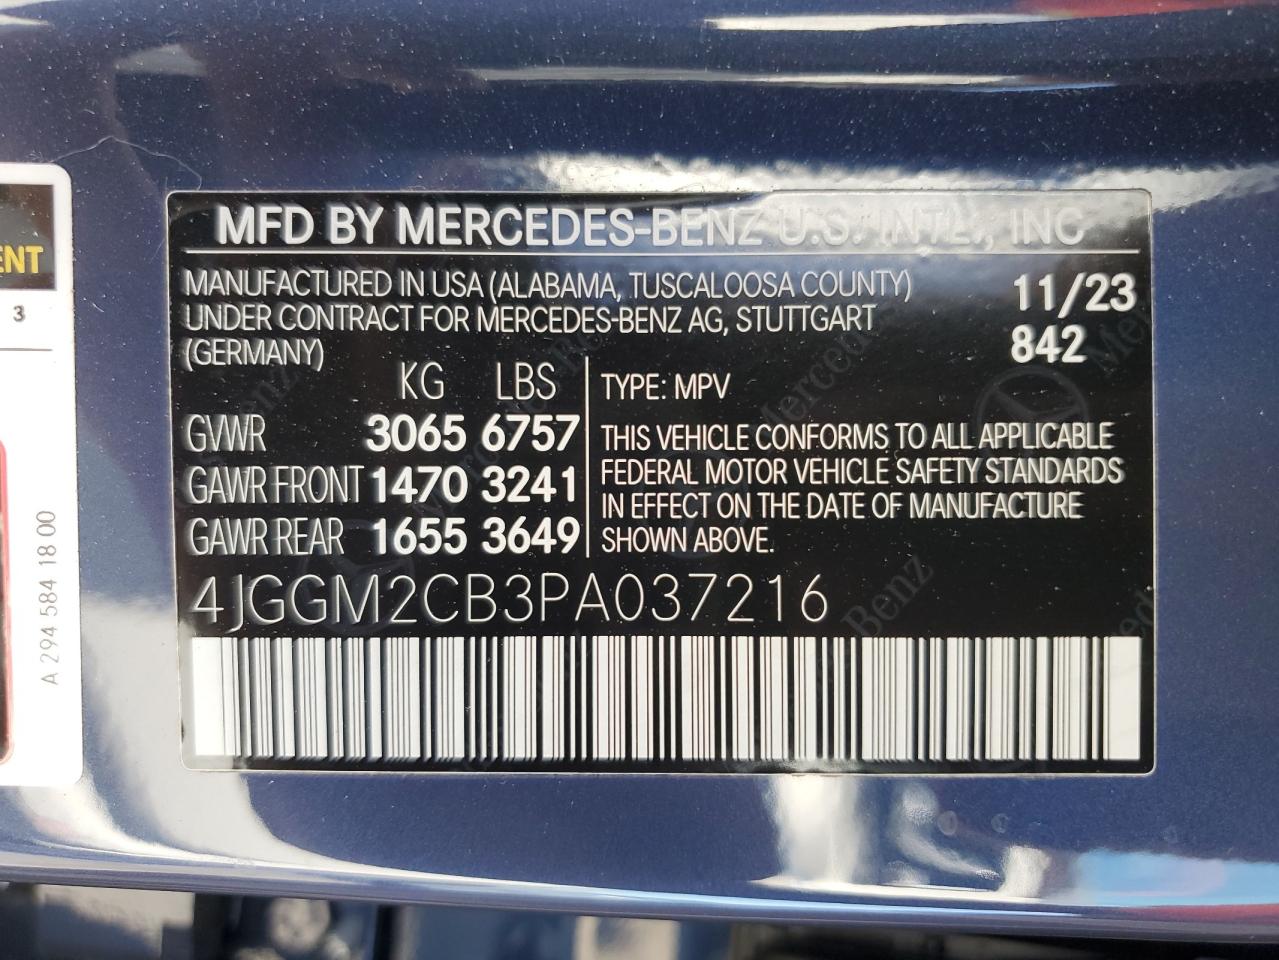 MFD BY MERCEDES-BENZ U.S. INTL., INC
MANUFACTURED IN USA (ALABAMA, TUSCALOOSA COUNTY)
UNDER CONTRACT FOR MERCEDES-BENZ AG, STUTTGART
(GERMANY)
11/23
842
KG LBS
GVWR 3065 6757
GAWR FRONT 1470 3241
GAWR REAR 1655 3649
TYPE: MPV
THIS VEHICLE CONFORMS TO ALL APPLICABLE
FEDERAL MOTOR VEHICLE SAFETY STANDARDS
IN EFFECT ON THE DATE OF MANUFACTURE
SHOWN ABOVE.
4JGGM2CB3PA037216
ENT
3
A 294 584 18 00